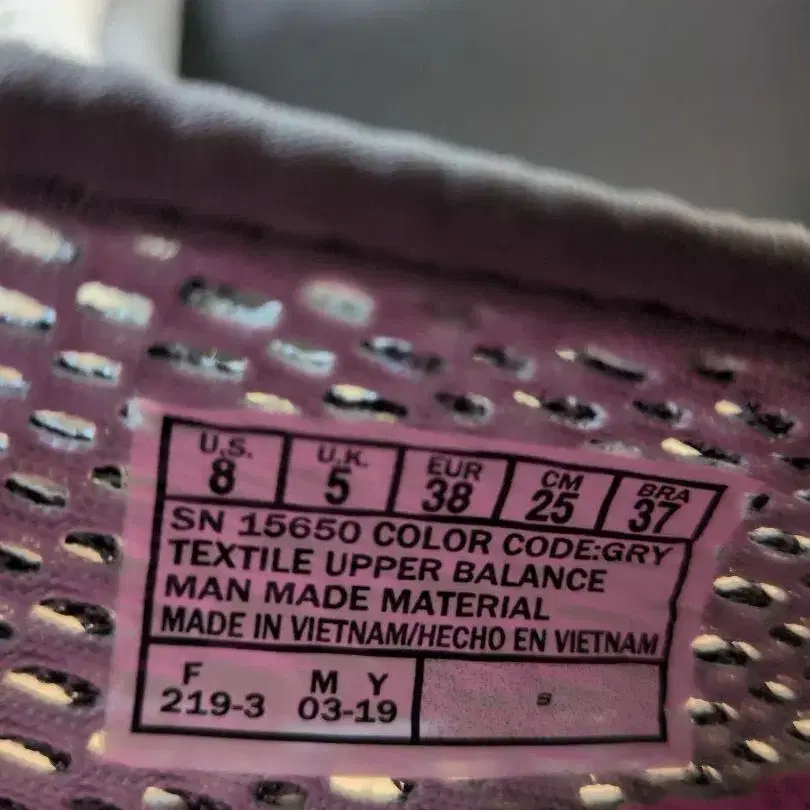 U.S. U.K. EUR CM BRA
8 5 38 25 37
SN 15650 COLOR CODE:GRY
TEXTILE UPPER BALANCE
MAN MADE MATERIAL
MADE IN VIETNAM/HECHO EN VIETNAM
F M Y
219-3 03-19
S